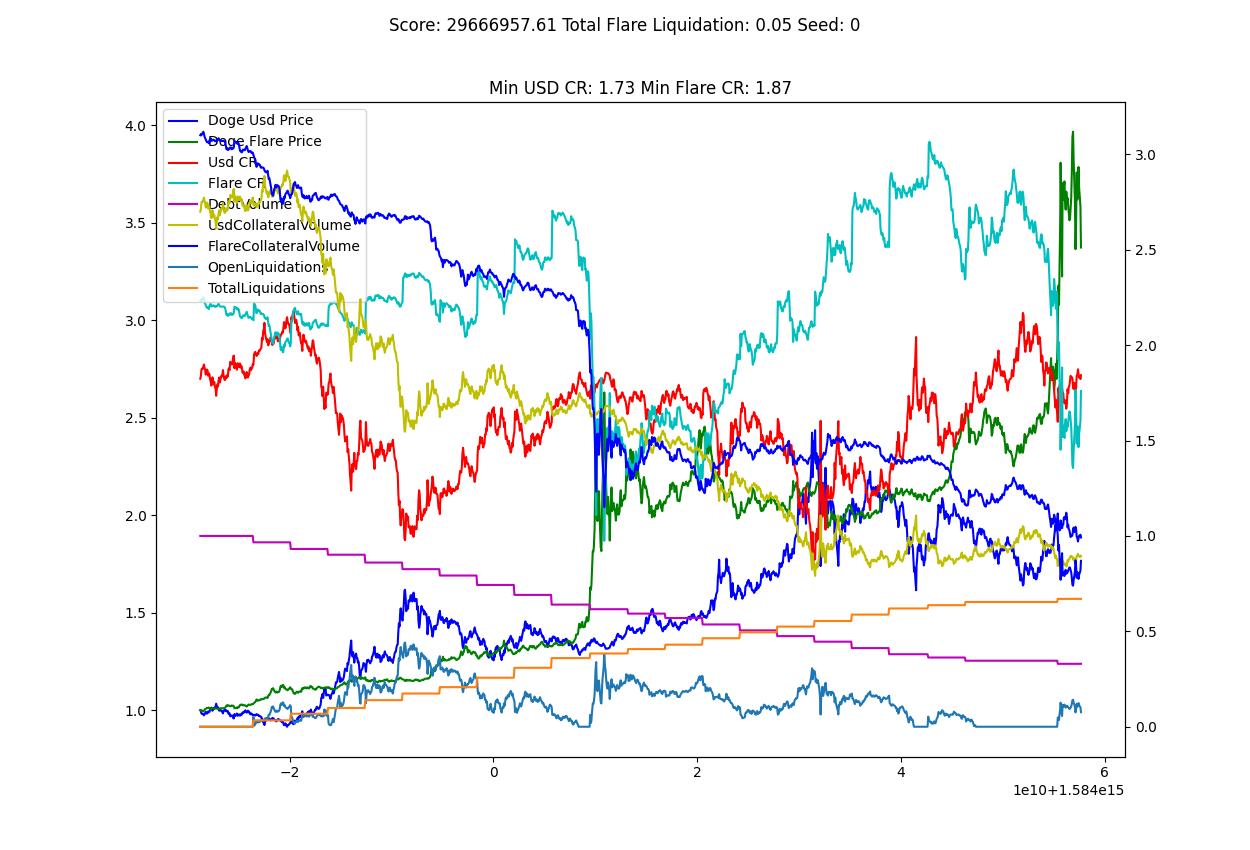 Score: 29666957.61 Total Flare Liquidation: 0.05 Seed: 0
Min USD CR: 1.73 Min Flare CR: 1.87
Doge Usd Price
Doge Flare Price
Usd CR
Flare CR
Debt Volume
UsdCollateralVolume
FlareCollateralVolume
OpenLiquidations
TotalLiquidations
4.0
3.5
3.0
2.5
2.0
1.5
1.0
3.0
2.5
2.0
1.5
1.0
0.5
0.0
−2 0 2 4 6
1e10+1.584e15